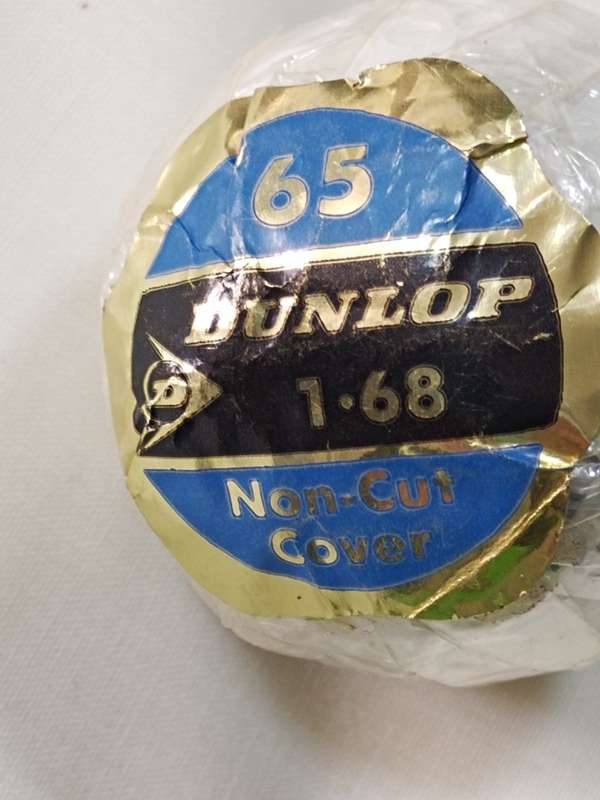 65
DUNLOP
D
1·68
Non-Cut
Cover